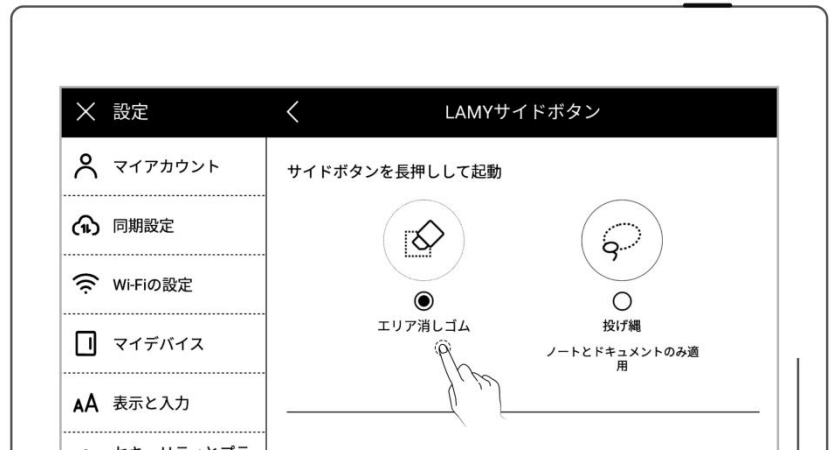 設定
LAMYサイドボタン
マイアカウント
同期設定
Wi-Fiの設定
マイデバイス
表示と入力
サイドボタンを長押しして起動
エリア消しゴム
投げ縄
ノートとドキュメントのみ適
用